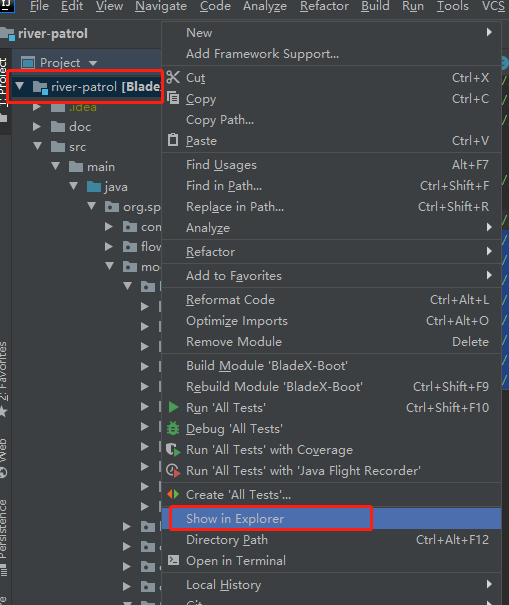 IJ File Edit View Navigate Code Analyze Refactor Build Run Tools VCS
river-patrol
Project
1: Project
river-patrol [Blade
.idea
doc
src
main
java
org.sp
con
flow
mod
New
Add Framework Support...
Cut Ctrl+X
Copy Ctrl+C
Copy Path...
Paste Ctrl+V
Find Usages Alt+F7
Find in Path... Ctrl+Shift+F
Replace in Path... Ctrl+Shift+R
Analyze
Refactor
Add to Favorites
Reformat Code Ctrl+Alt+L
Optimize Imports Ctrl+Alt+O
Remove Module Delete
Build Module 'BladeX-Boot'
Rebuild Module 'BladeX-Boot' Ctrl+Shift+F9
Run 'All Tests' Ctrl+Shift+F10
Debug 'All Tests'
Run 'All Tests' with Coverage
Run 'All Tests' with 'Java Flight Recorder'
Create 'All Tests'...
Show in Explorer
Directory Path Ctrl+Alt+F12
Open in Terminal
Local History
2: Favorites
Web
Persistence